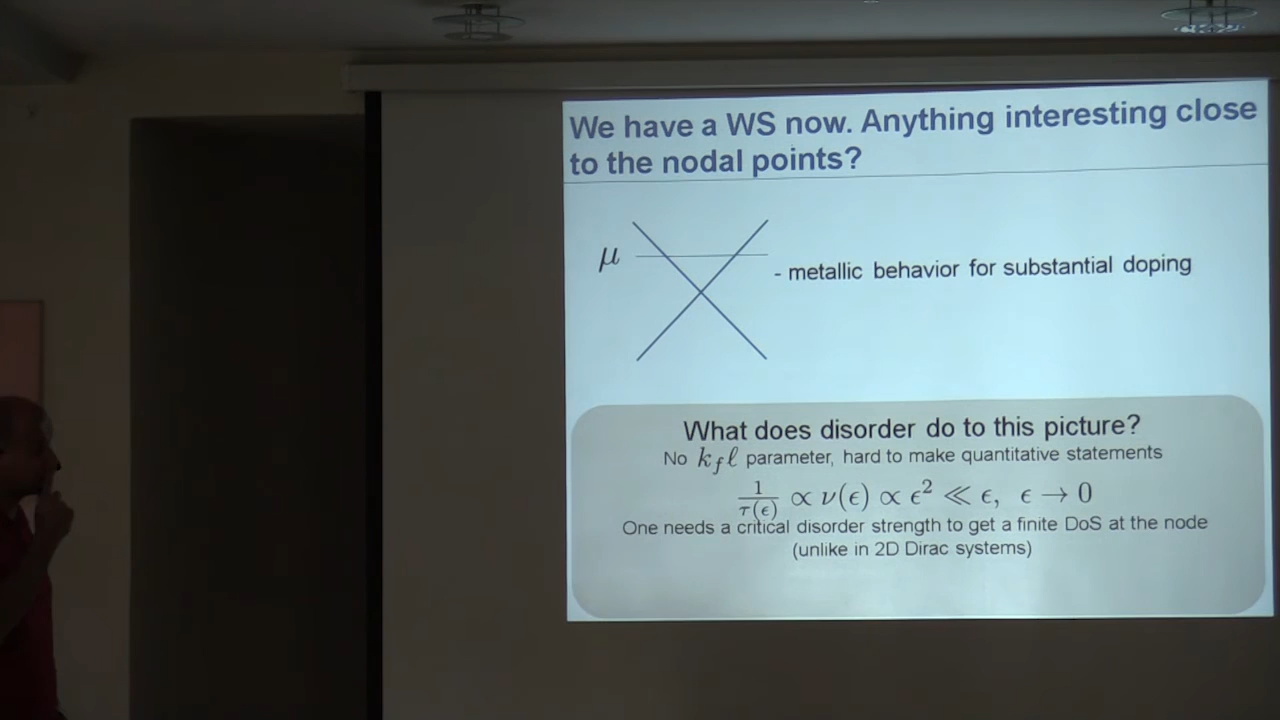 We have a WS now. Anything interesting close
to the nodal points?
μ
- metallic behavior for substantial doping
What does disorder do to this picture?
No k_f ℓ parameter, hard to make quantitative statements
1/τ(ϵ) ∝ ν(ϵ) ∝ ϵ² ≪ ϵ, ϵ → 0
One needs a critical disorder strength to get a finite DoS at the node
(unlike in 2D Dirac systems)